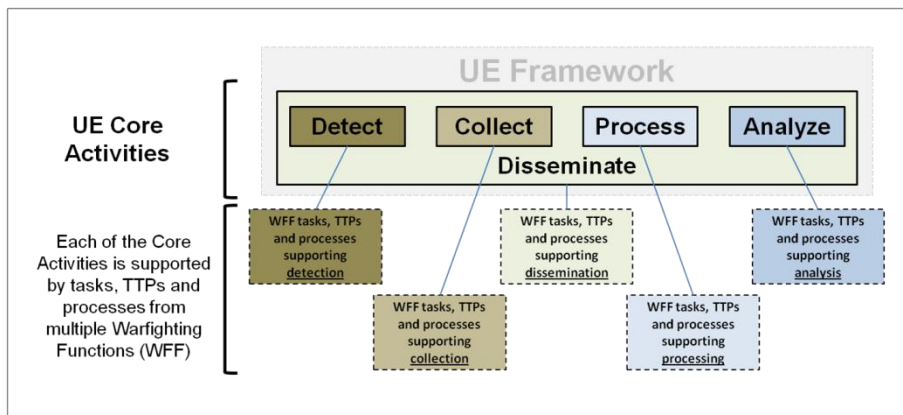 UE Framework
UE Core
Activities
Detect
Collect
Process
Analyze
Disseminate
Each of the Core
Activities is supported
by tasks, TTPs and
processes from
multiple Warfighting
Functions (WFF)
WFF tasks, TTPs
and processes
supporting
detection
WFF tasks, TTPs
and processes
supporting
collection
WFF tasks, TTPs
and processes
supporting
dissemination
WFF tasks, TTPs
and processes
supporting
processing
WFF tasks, TTPs
and processes
supporting
analysis